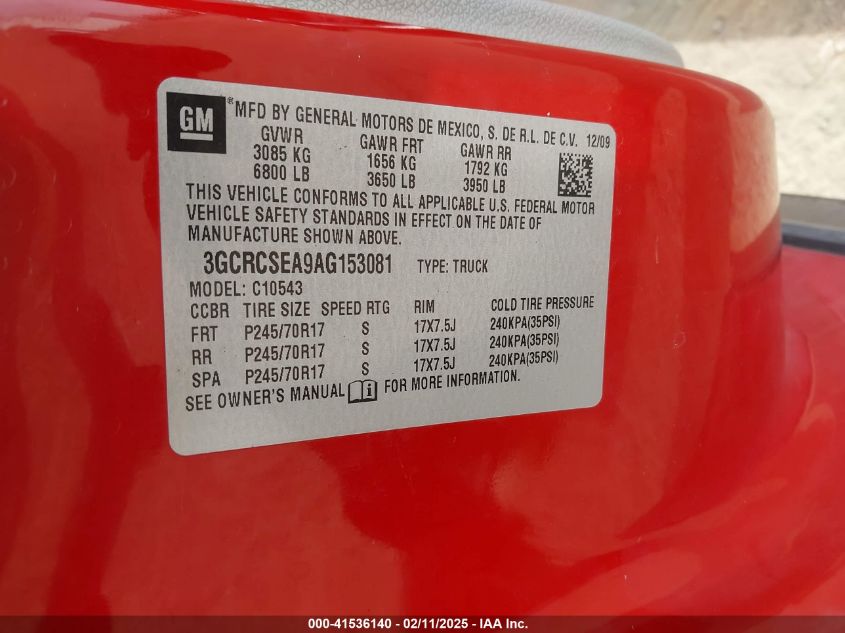 GM ® MFD BY GENERAL MOTORS DE MEXICO, S. DE R.L. DE C.V. 12/09
GVWR GAWR FRT GAWR RR
3085 KG 1656 KG 1792 KG
6800 LB 3650 LB 3950 LB
THIS VEHICLE CONFORMS TO ALL APPLICABLE U.S. FEDERAL MOTOR
VEHICLE SAFETY STANDARDS IN EFFECT ON THE DATE OF
MANUFACTURE SHOWN ABOVE.
3GCRCSEA9AG153081 TYPE: TRUCK
MODEL: C10543
CCBR TIRE SIZE SPEED RTG RIM COLD TIRE PRESSURE
FRT P245/70R17 S 17X7.5J 240KPA(35PSI)
RR P245/70R17 S 17X7.5J 240KPA(35PSI)
SPA P245/70R17 S 17X7.5J 240KPA(35PSI)
SEE OWNER'S MANUAL i FOR MORE INFORMATION.
000-41536140 - 02/11/2025 - IAA Inc.